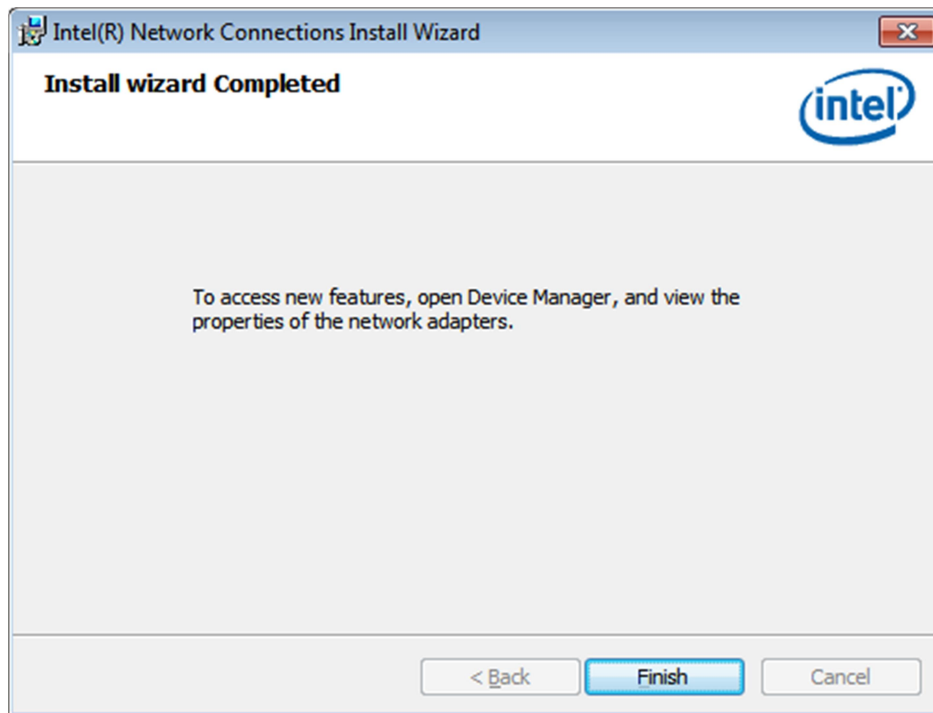 Intel(R) Network Connections Install Wizard
Install wizard Completed
intel
To access new features, open Device Manager, and view the
properties of the network adapters.
< Back
Finish
Cancel